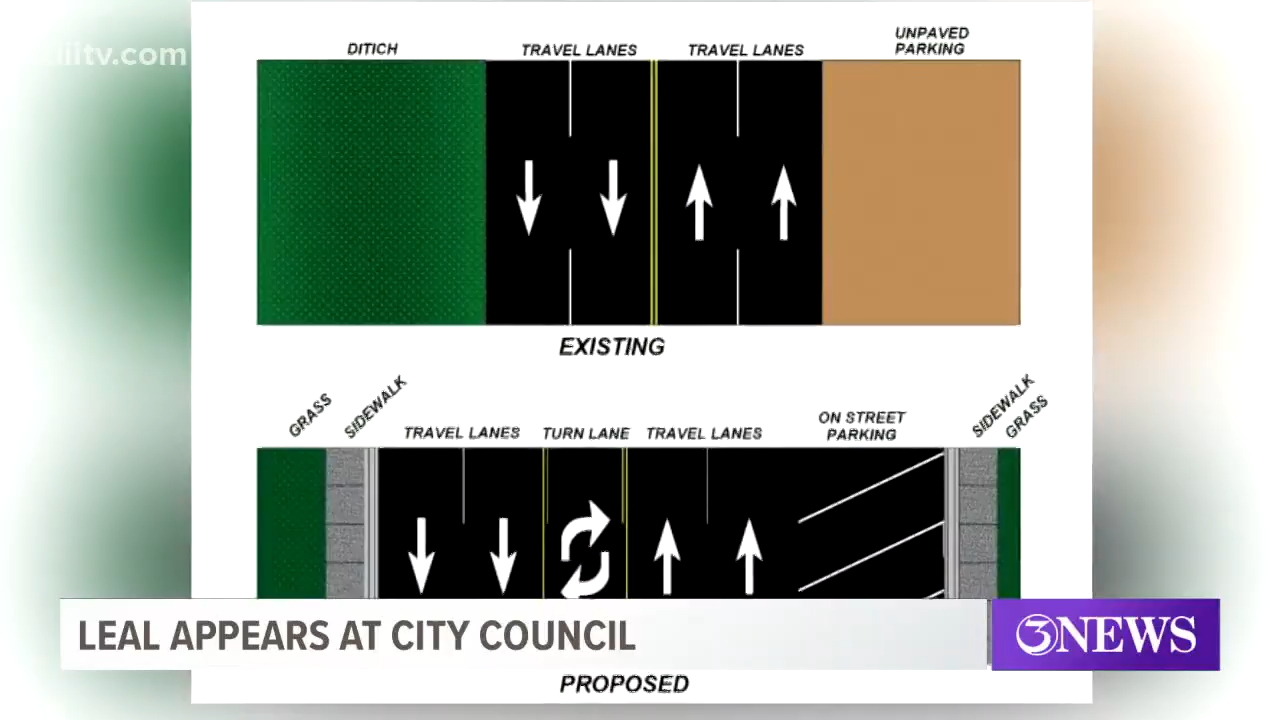 DITICH
TRAVEL LANES
TRAVEL LANES
UNPAVED
PARKING
EXISTING
GRASS
SIDEWALK
TRAVEL LANES
TURN LANE
TRAVEL LANES
ON STREET
PARKING
SIDEWALK
GRASS
LEAL APPEARS AT CITY COUNCIL
3NEWS
PROPOSED